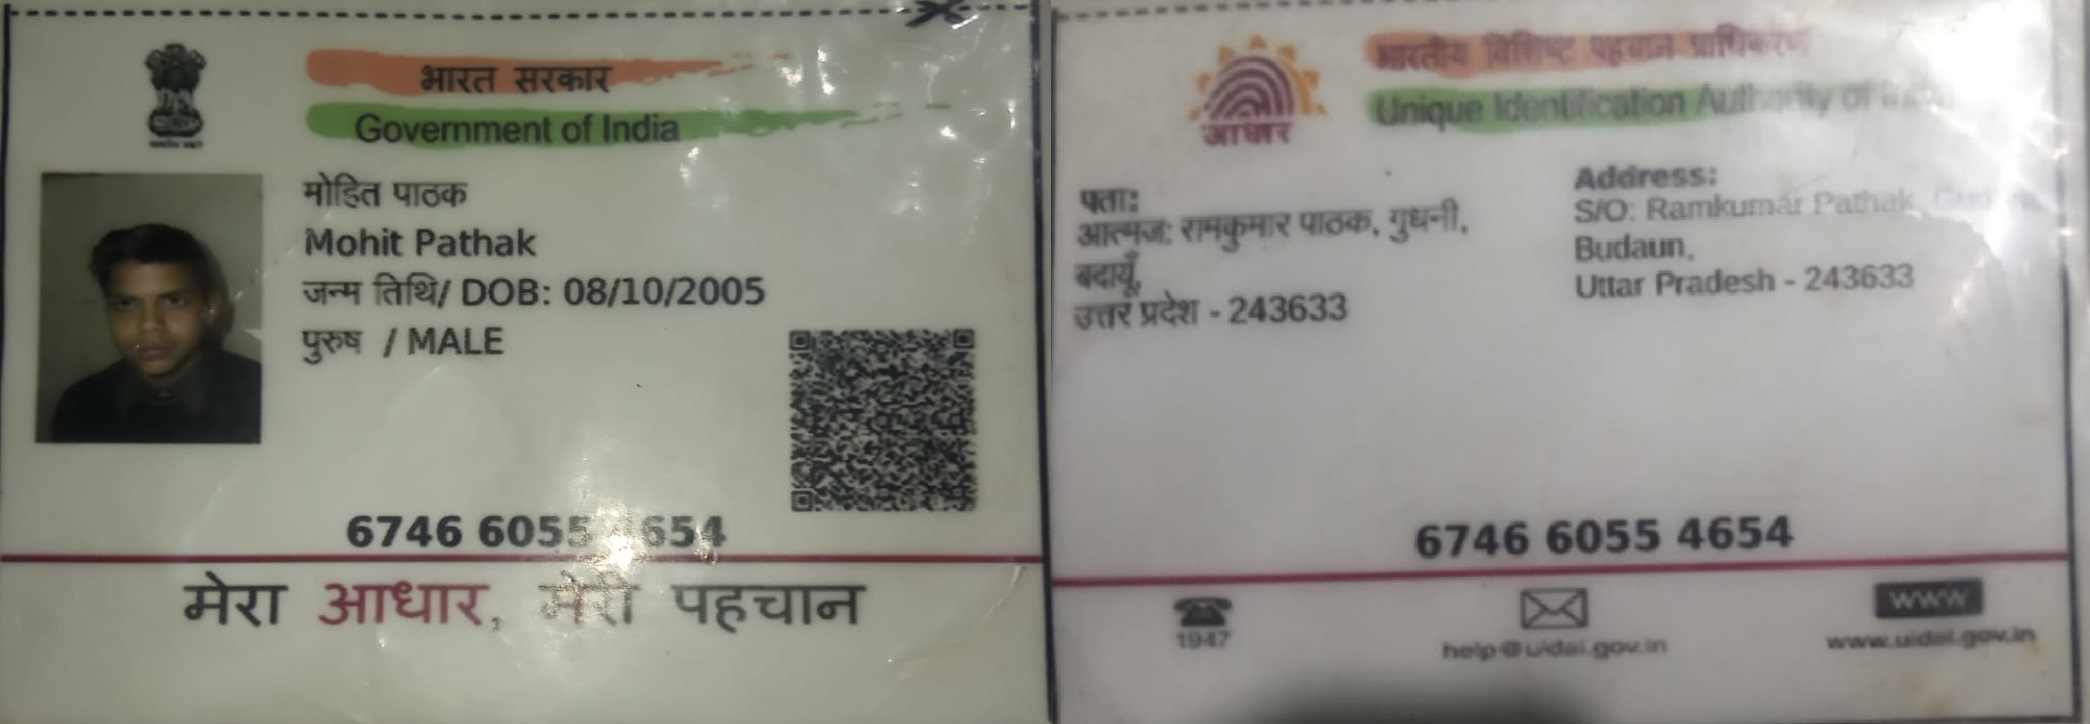 भारत सरकार
Government of India
मोहित पाठक
Mohit Pathak
जन्म तिथि/ DOB: 08/10/2005
पुरुष / MALE
6746 6055 4654
मेरा आधार, मेरी पहचान
भारतीय विशिष्ट पहचान प्राधिकरण
Unique Identification Authority of India
आधार
पता:
आत्मज: रामकुमार पाठक, गुधनी,
बदायूँ,
उत्तर प्रदेश - 243633
Address:
S/O: Ramkumar Pathak,
Budaun,
Uttar Pradesh - 243633
6746 6055 4654
1947
help@uidai.gov.in
WWW
www.uidai.gov.in